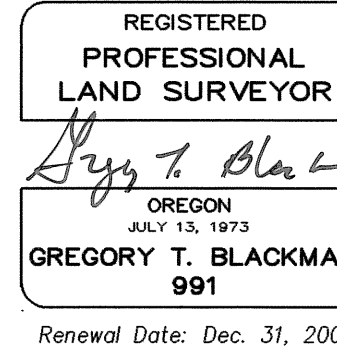 REGISTERED
PROFESSIONAL
LAND SURVEYOR
OREGON
JULY 13, 1973
GREGORY T. BLACKMA
991
Renewal Date: Dec. 31, 200